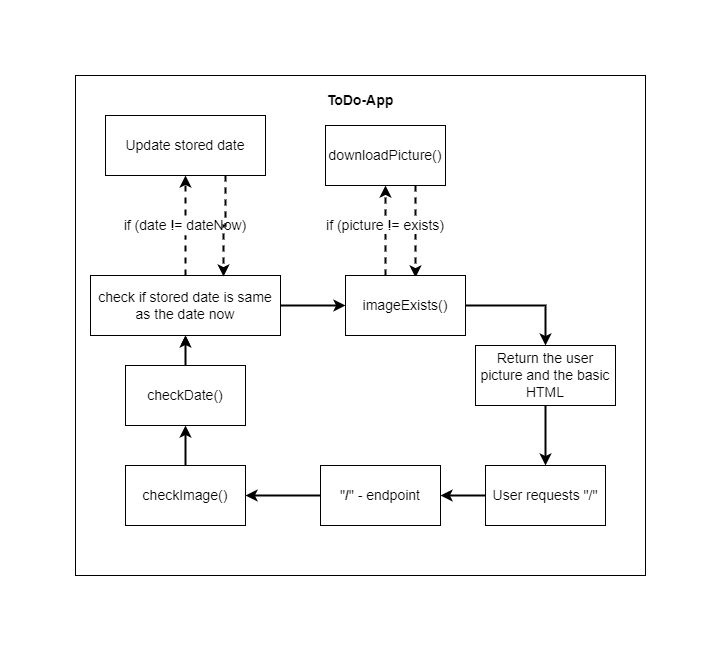 ToDo-App
Update stored date
downloadPicture()
if (date != dateNow)
if (picture != exists)
check if stored date is same
as the date now
imageExists()
Return the user
picture and the basic
HTML
checkDate()
checkImage()
"/" - endpoint
User requests "/"